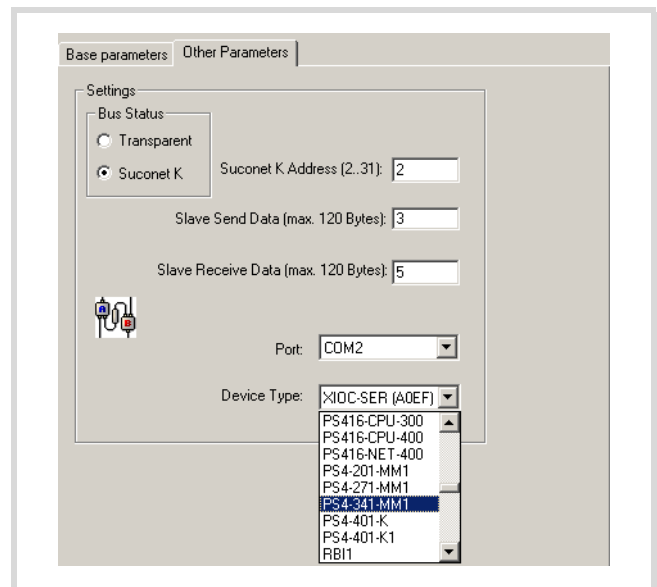 Base parameters Other Parameters
Settings
Bus Status
Transparent
Suconet K
Suconet K Address (2..31): 2
Slave Send Data (max. 120 Bytes): 3
Slave Receive Data (max. 120 Bytes): 5
A
B
Port: COM2
Device Type: XIOC-SER (A0EF)
PS416-CPU-300
PS416-CPU-400
PS416-NET-400
PS4-201-MM1
PS4-271-MM1
PS4-341-MM1
PS4-401-K
PS4-401-K1
RBI1